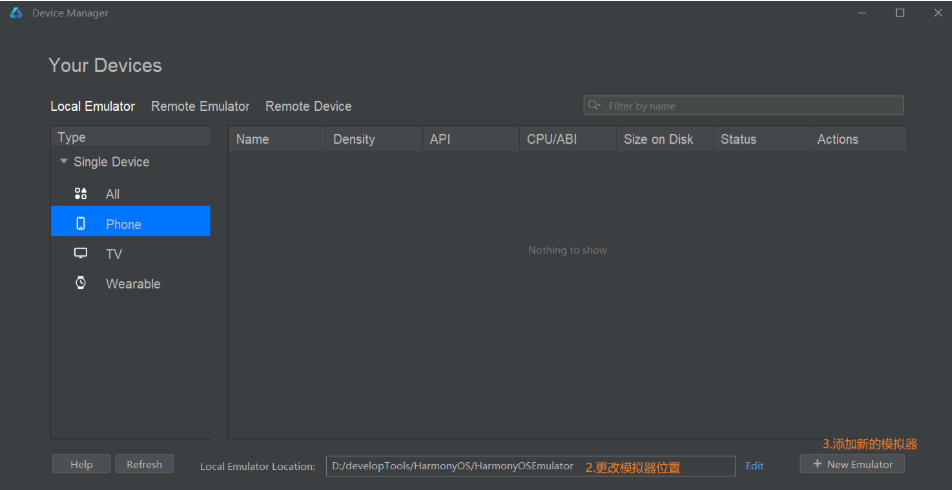 Device Manager
Your Devices
Local Emulator Remote Emulator Remote Device
Filter by name
Type
Single Device
All
Phone
TV
Wearable
Name Density API CPU/ABI Size on Disk Status Actions
Nothing to show
3.添加新的模拟器
Help Refresh Local Emulator Location: D:/developTools/HarmonyOS/HarmonyOSEmulator 2.更改模拟器位置 Edit + New Emulator